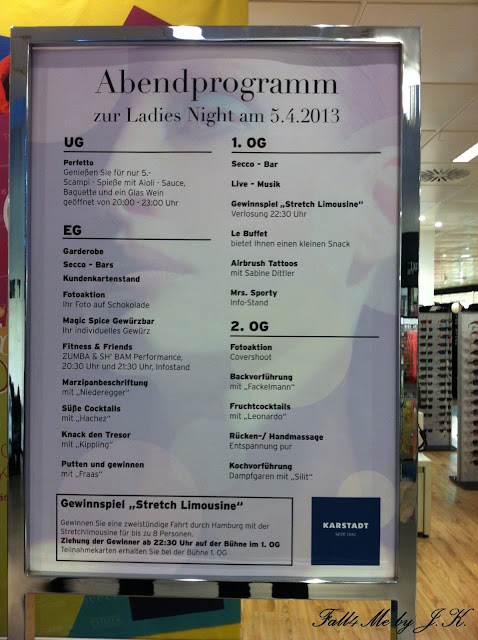 Abendprogramm
zur Ladies Night am 5.4.2013
UG
Perfetto
Genießen Sie für nur 5,-
Scampi - Spieße mit Aioli - Sauce,
Baguette und ein Glas Wein
geöffnet von 20:00 - 23:00 Uhr
EG
Garderobe
Secco - Bars
Kundenkartenstand
Fotoaktion
Ihr Foto auf Schokolade
Magic Spice Gewürzbar
Ihr individuelles Gewürz
Fitness & Friends
ZUMBA & SH' BAM Performance,
20:30 Uhr und 21:30 Uhr, Infostand
Marzipanbeschriftung
mit „Niederegger"
Süße Cocktails
mit „Hachez"
Knack den Tresor
mit „Kippling"
Putten und gewinnen
mit „Fraas"
1. OG
Secco - Bar
Live - Musik
Gewinnspiel „Stretch Limousine"
Verlosung 22:30 Uhr
Le Buffet
bietet Ihnen einen kleinen Snack
Airbrush Tattoos
mit Sabine Dittler
Mrs. Sporty
Info-Stand
2. OG
Fotoaktion
Covershoot
Backvorführung
mit „Fackelmann"
Fruchtcocktails
mit „Leonardo"
Rücken-/ Handmassage
Entspannung pur
Kochvorführung
Dampfgaren mit „Silit"
Gewinnspiel „Stretch Limousine"
Gewinnen Sie eine zweistündige Fahrt durch Hamburg mit der
Stretchlimousine für bis zu 8 Personen.
Ziehung der Gewinner ab 22:30 Uhr auf der Bühne im 1. OG
Teilnahmekarten erhalten Sie bei der Bühne 1. OG
KARSTADT
SEIT 1881
Fall4Me by J.K.